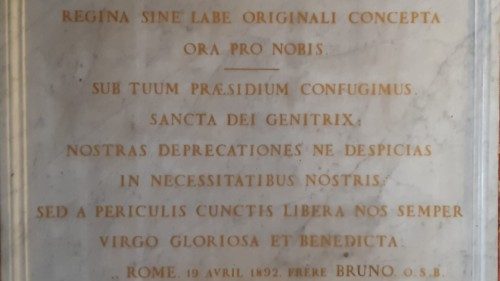 REGINA SINE LABE ORIGINALI CONCEPTA
ORA PRO NOBIS.
SUB TUUM PRÆSIDIUM CONFUGIMUS.
SANCTA DEI GENITRIX:
NOSTRAS DEPRECATIONES NE DESPICIAS
IN NECESSITATIBUS NOSTRIS:
SED A PERICULIS CUNCTIS LIBERA NOS SEMPER
VIRGO GLORIOSA ET BENEDICTA.
ROME. 19 AVRIL 1892. FRÈRE BRUNO. O.S.B.